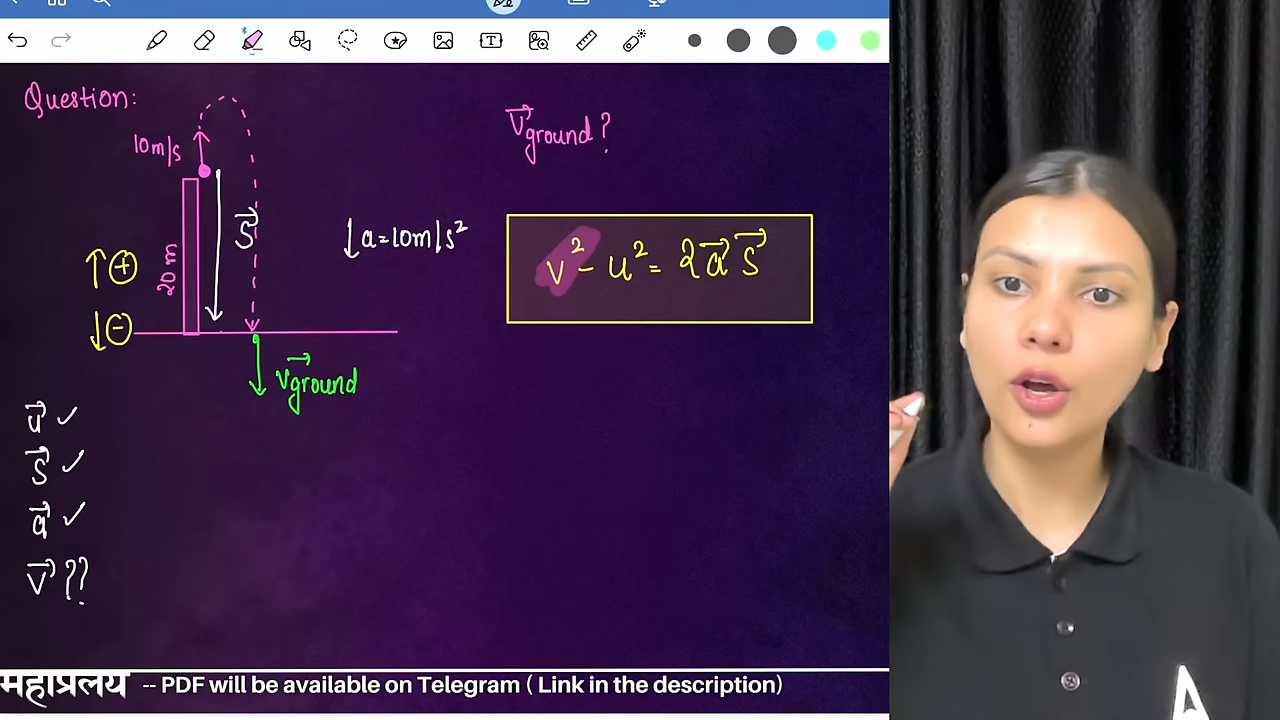 Question:
10m/s
20 m
↑ ⊕
↓ ⊖
S⃗
↓a=10m/s²
V⃗ground
V⃗ground ?
v² - u² = 2a⃗ s⃗
u⃗ ✓
s⃗ ✓
a⃗ ✓
v⃗ ??
महाप्रलय -- PDF will be available on Telegram ( Link in the description)